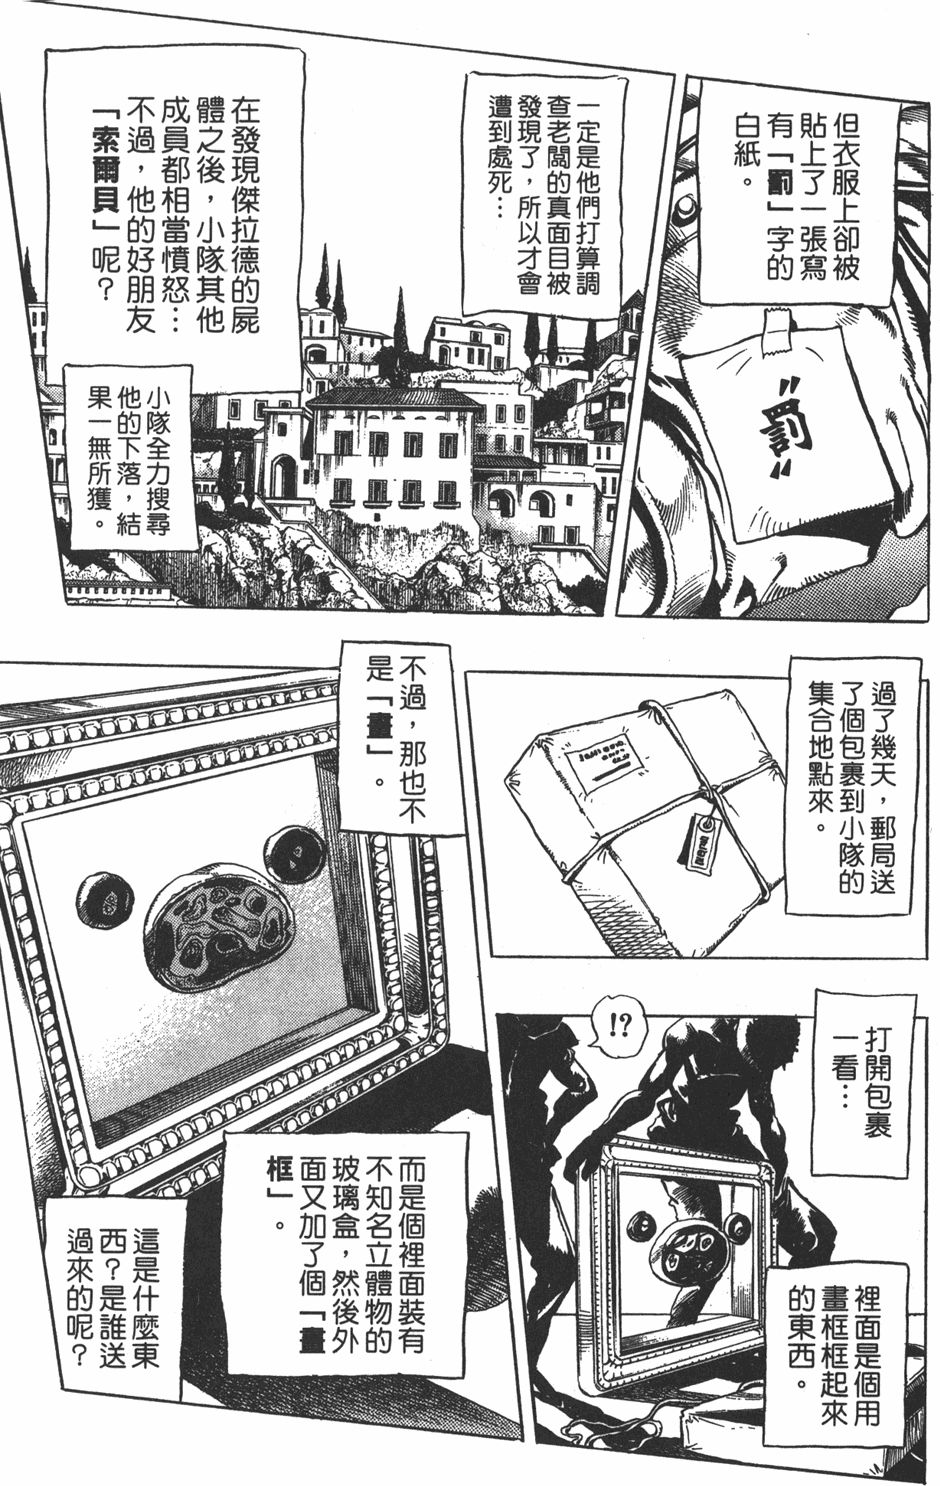 但衣服上卻被
貼上了一張寫
有「罰」字的
白紙。
罰
一定是他們打算調
查老闆的真面目被
發現了，所以才會
遭到處死…
在發現傑拉德的屍
體之後，小隊其他
成員都相當憤怒…
不過，他的好朋友
「索爾貝」呢？
小隊全力搜尋
他的下落，結
果一無所獲。
過了幾天，郵局送
了個包裹到小隊的
集合地點來。
打開包裹
一看…
!?
裡面是個用
畫框框起來
的東西。
不過，那也不
是「畫」。
而是個裡面裝有
不知名立體物的
玻璃盒，然後外
面又加了個「畫
框」。
這是什麼東
西？是誰送
過來的呢？